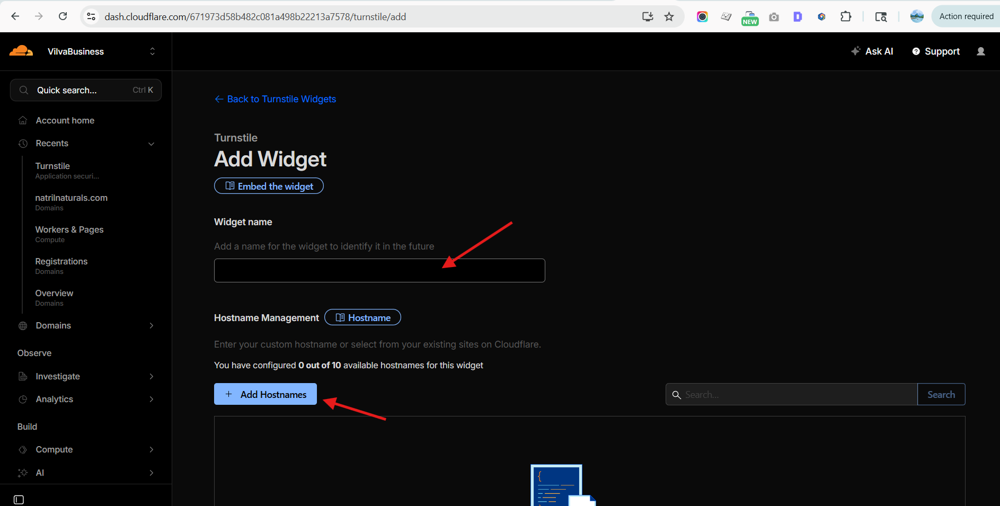 dash.cloudflare.com/671973d58b482c081a498b22213a7578/turnstile/add
NEW
Action required
VilvaBusiness
Ask AI
Support
Quick search...
Ctrl K
Account home
Recents
Turnstile
Application securi...
natrilnaturals.com
Domains
Workers & Pages
Compute
Registrations
Domains
Overview
Domains
Domains
Observe
Investigate
Analytics
Build
Compute
AI
Back to Turnstile Widgets
Turnstile
Add Widget
Embed the widget
Widget name
Add a name for the widget to identify it in the future
Hostname Management
Hostname
Enter your custom hostname or select from your existing sites on Cloudflare.
You have configured 0 out of 10 available hostnames for this widget
+ Add Hostnames
Search...
Search